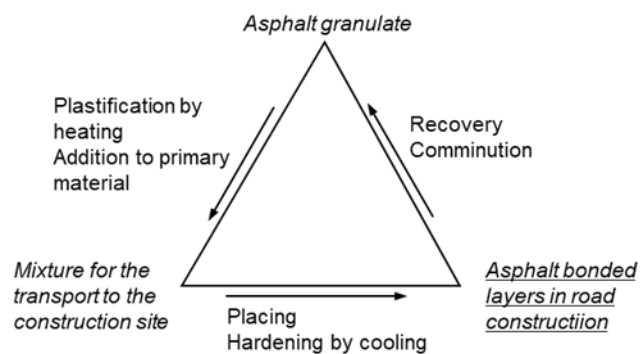 Asphalt granulate
Plastification by
heating
Addition to primary
material
Recovery
Comminution
Mixture for the
transport to the
construction site
Placing
Hardening by cooling
Asphalt bonded
layers in road
constructiion